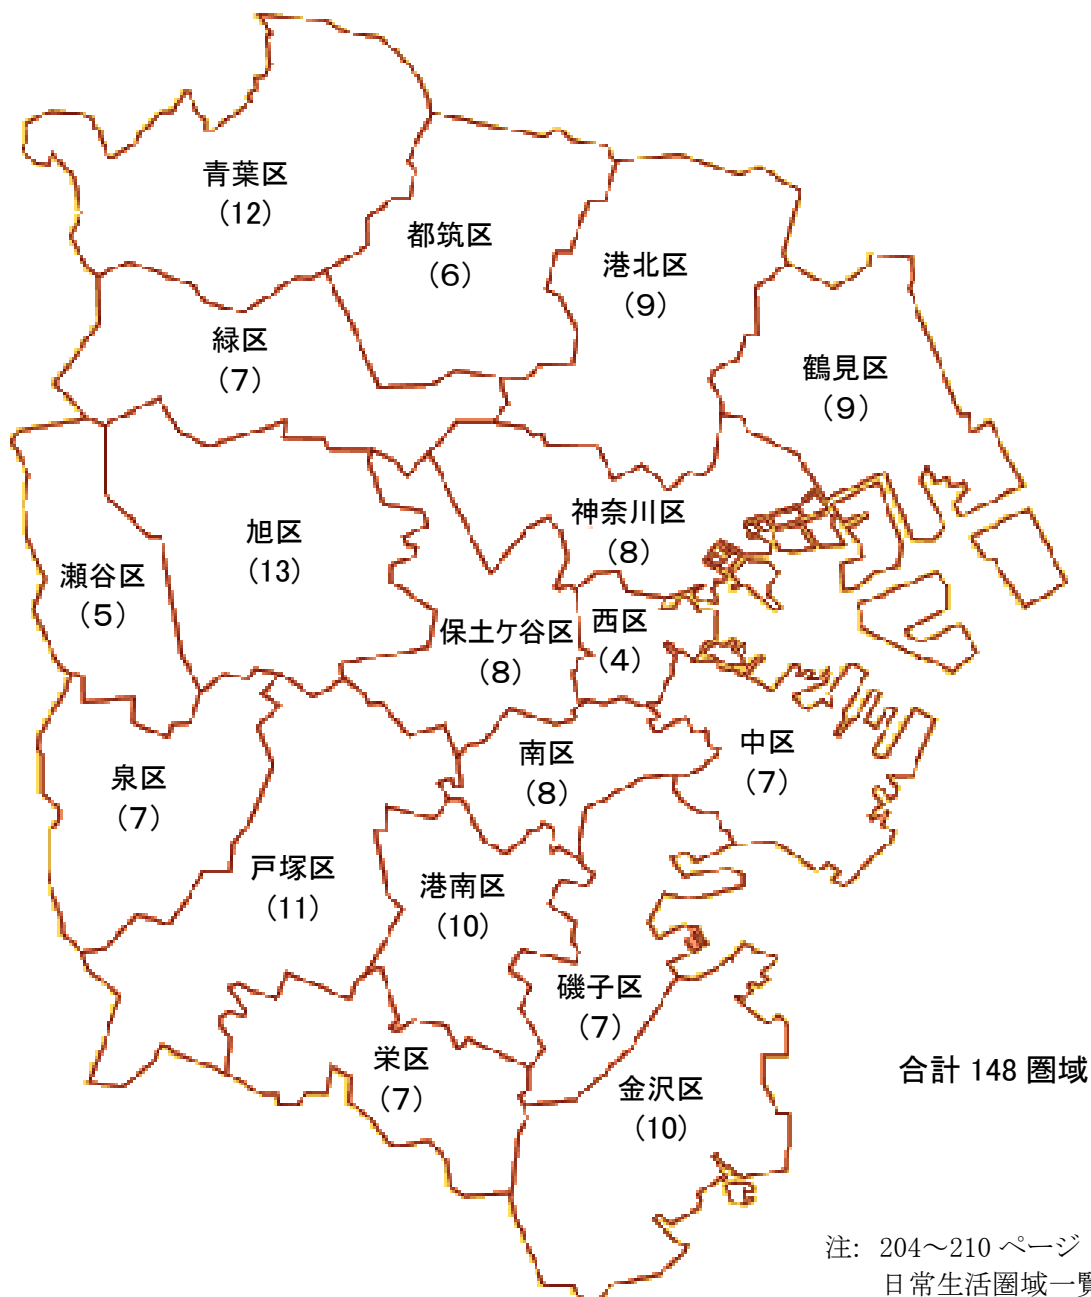 青葉区
（12）
都筑区
（6）
港北区
（9）
緑区
（7）
鶴見区
（9）
神奈川区
（8）
旭区
（13）
瀬谷区
（5）
保土ケ谷区
（8）
西区
（4）
中区
（7）
南区
（8）
泉区
（7）
戸塚区
（11）
港南区
（10）
磯子区
（7）
栄区
（7）
金沢区
（10）
合計 148 圏域
注: 204～210 ページ
日常生活圏域一覧